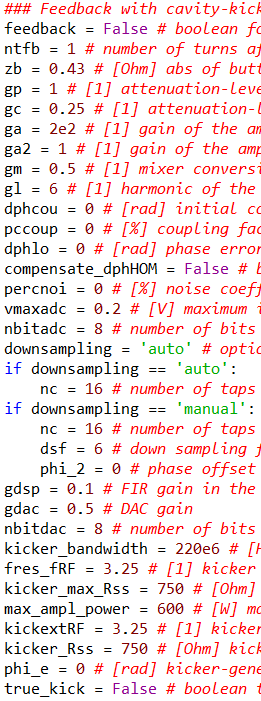 ### Feedback with cavity-kick
feedback = False # boolean fo
ntfb = 1 # number of turns af
zb = 0.43 # [Ohm] abs of butt
gp = 1 # [1] attenuation-leve
gc = 0.25 # [1] attenuation-l
ga = 2e2 # [1] gain of the am
ga2 = 1 # [1] gain of the amp
gm = 0.5 # [1] mixer conversi
gl = 6 # [1] harmonic of the
dphcou = 0 # [rad] initial co
pccoup = 0 # [%] coupling fac
dphlo = 0 # [rad] phase error
compensate_dphHOM = False # b
percnoi = 0 # [%] noise coeff
vmaxadc = 0.2 # [V] maximum i
nbitadc = 8 # number of bits
downsampling = 'auto' # optio
if downsampling == 'auto':
    nc = 16 # number of taps
if downsampling == 'manual':
    nc = 16 # number of taps
    dsf = 6 # down sampling f
    phi_2 = 0 # phase offset
gdsp = 0.1 # FIR gain in the
gdac = 0.5 # DAC gain
nbitdac = 8 # number of bits
kicker_bandwidth = 220e6 # [H
fres_fRF = 3.25 # [1] kicker
kicker_max_Rss = 750 # [Ohm]
max_ampl_power = 600 # [W] ma
kickextRF = 3.25 # [1] kicker
kicker_Rss = 750 # [Ohm] kick
phi_e = 0 # [rad] kicker-gene
true_kick = False # boolean t